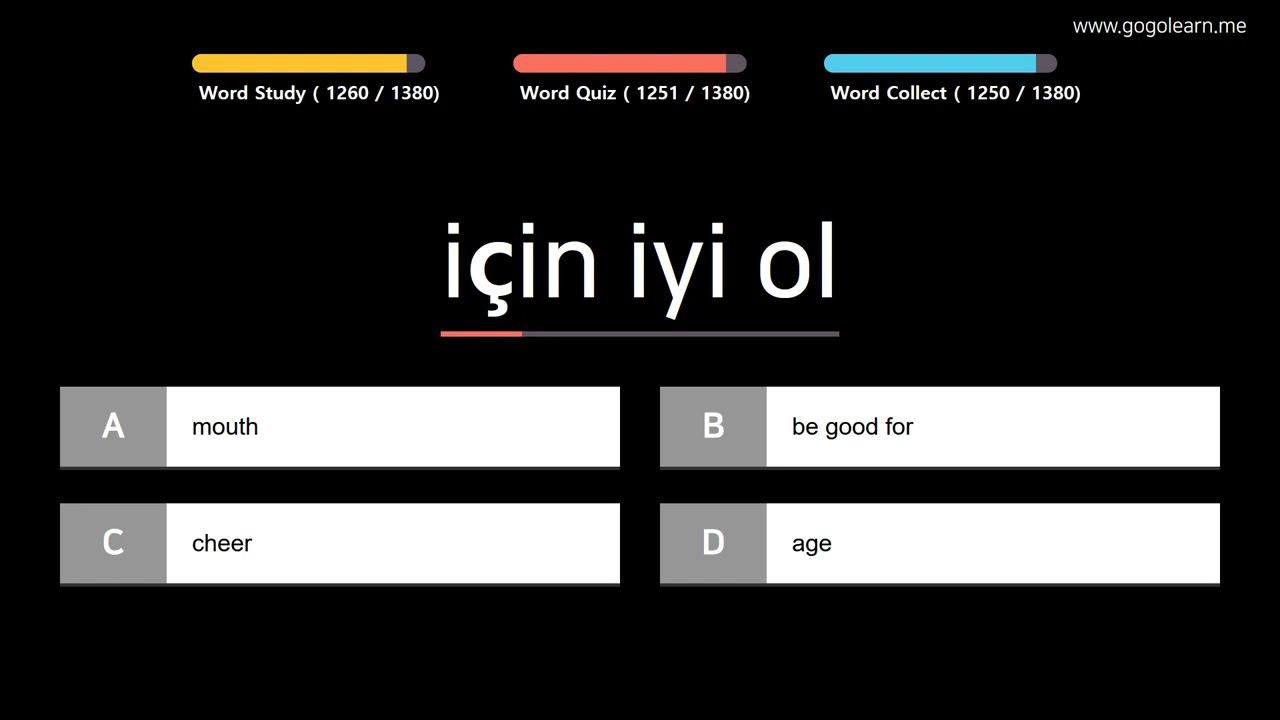 www.gogolearn.me
Word Study ( 1260 / 1380)
Word Quiz ( 1251 / 1380)
Word Collect ( 1250 / 1380)
için iyi ol
A mouth
B be good for
C cheer
D age